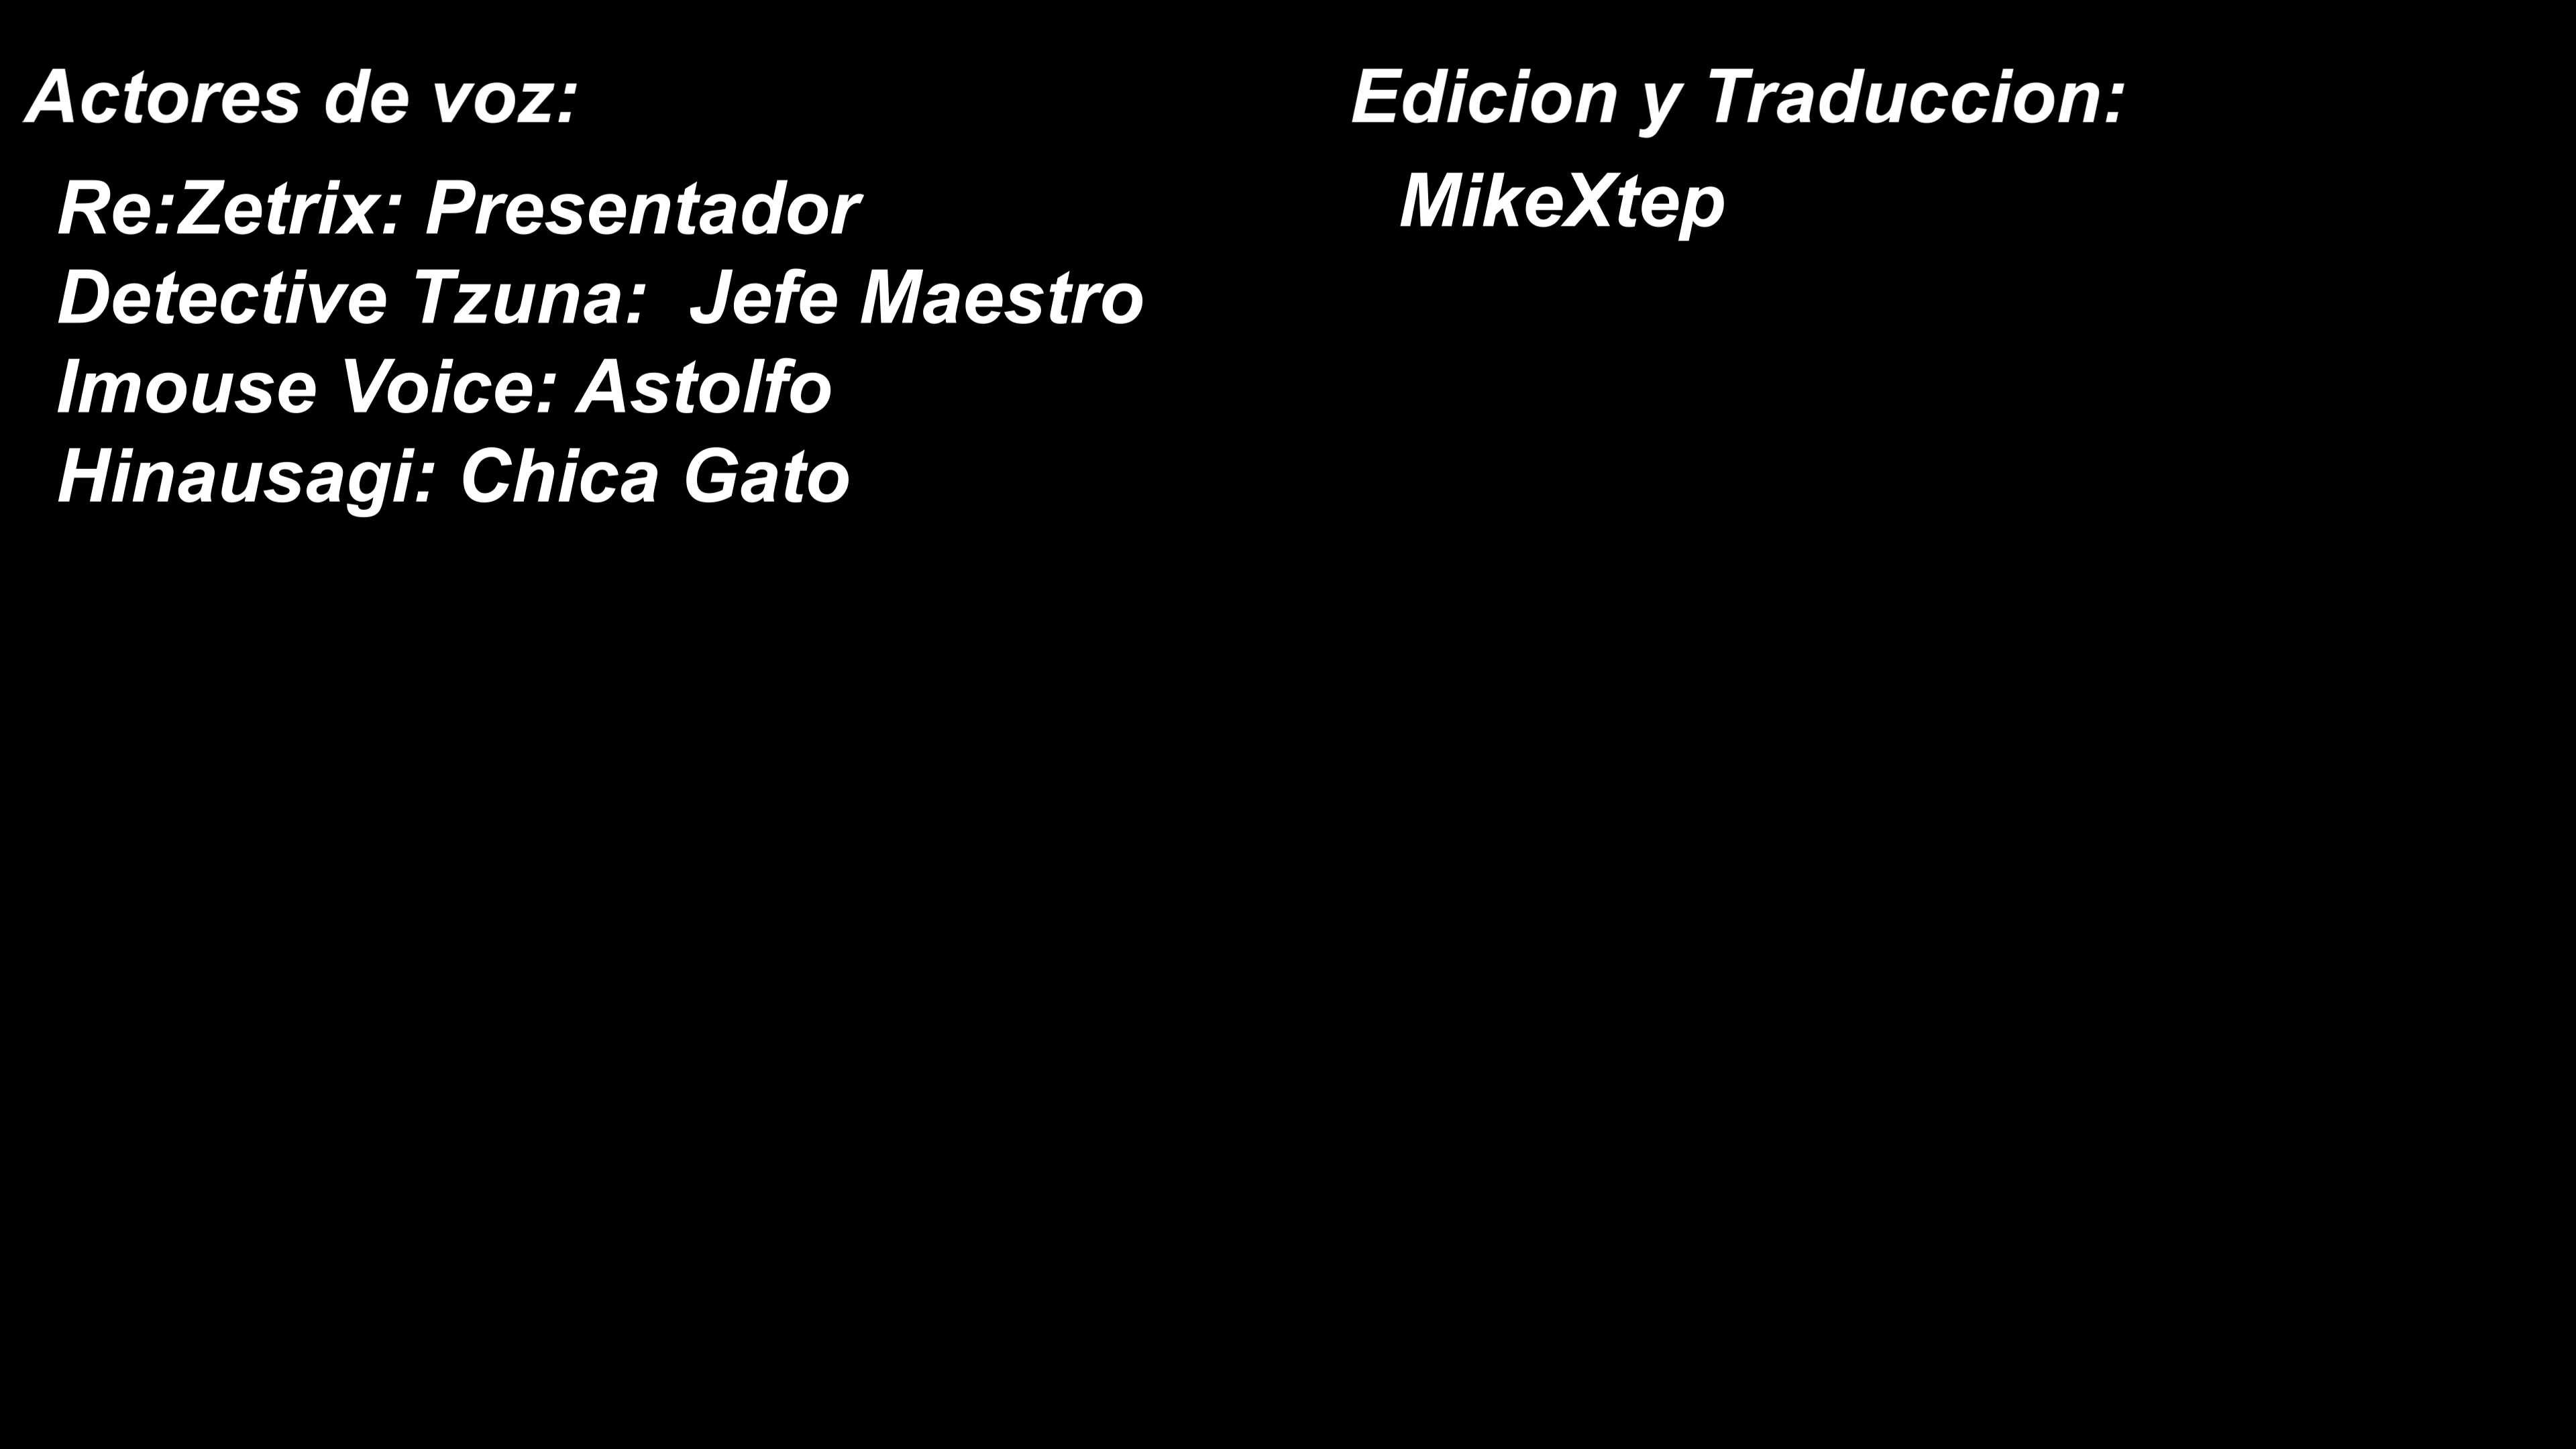 Actores de voz:
Re:Zetrix: Presentador
Detective Tzuna: Jefe Maestro
Imouse Voice: Astolfo
Hinausagi: Chica Gato
Edicion y Traduccion:
MikeXtep